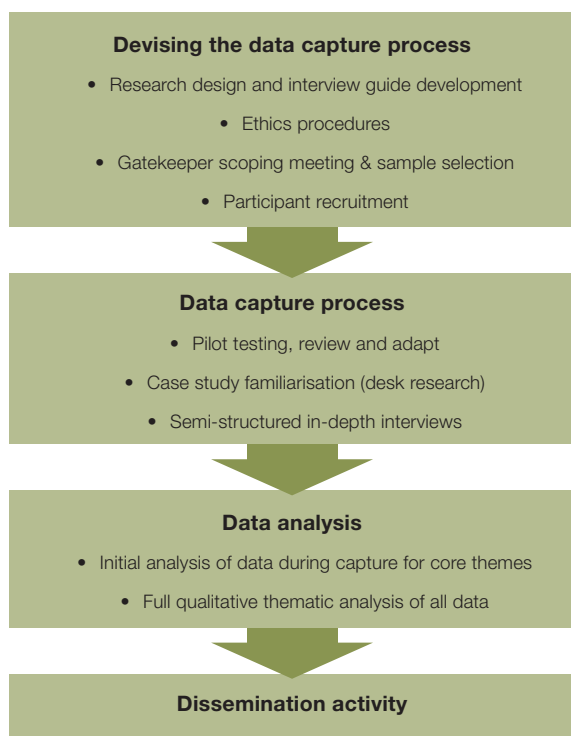 Devising the data capture process
• Research design and interview guide development
• Ethics procedures
• Gatekeeper scoping meeting & sample selection
• Participant recruitment
Data capture process
• Pilot testing, review and adapt
• Case study familiarisation (desk research)
• Semi-structured in-depth interviews
Data analysis
• Initial analysis of data during capture for core themes
• Full qualitative thematic analysis of all data
Dissemination activity